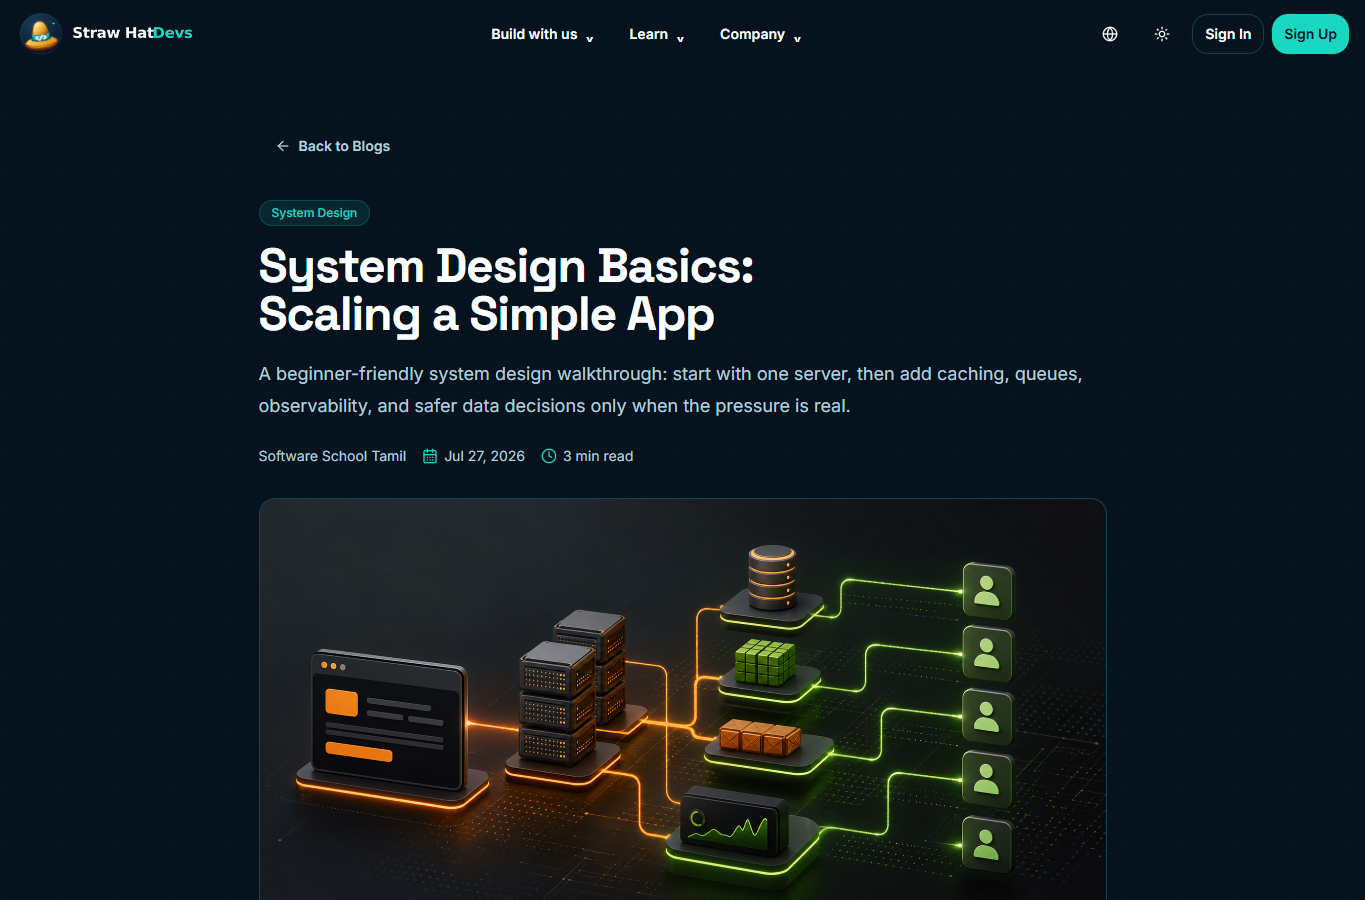 Straw HatDevs
Build with us
Learn
Company
Sign In
Sign Up
Back to Blogs
System Design
System Design Basics:
Scaling a Simple App
A beginner-friendly system design walkthrough: start with one server, then add caching, queues,
observability, and safer data decisions only when the pressure is real.
Software School Tamil
Jul 27, 2026
3 min read